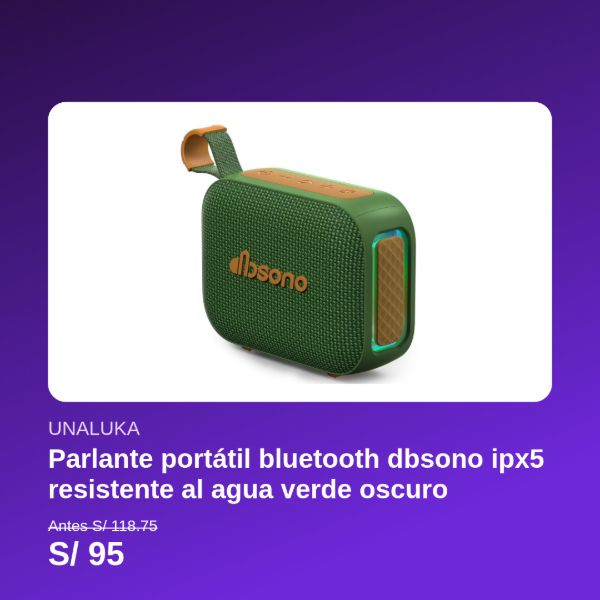 dbsono
UNALUKA
Parlante portátil bluetooth dbsono ipx5
resistente al agua verde oscuro
Antes S/ 118.75
S/ 95